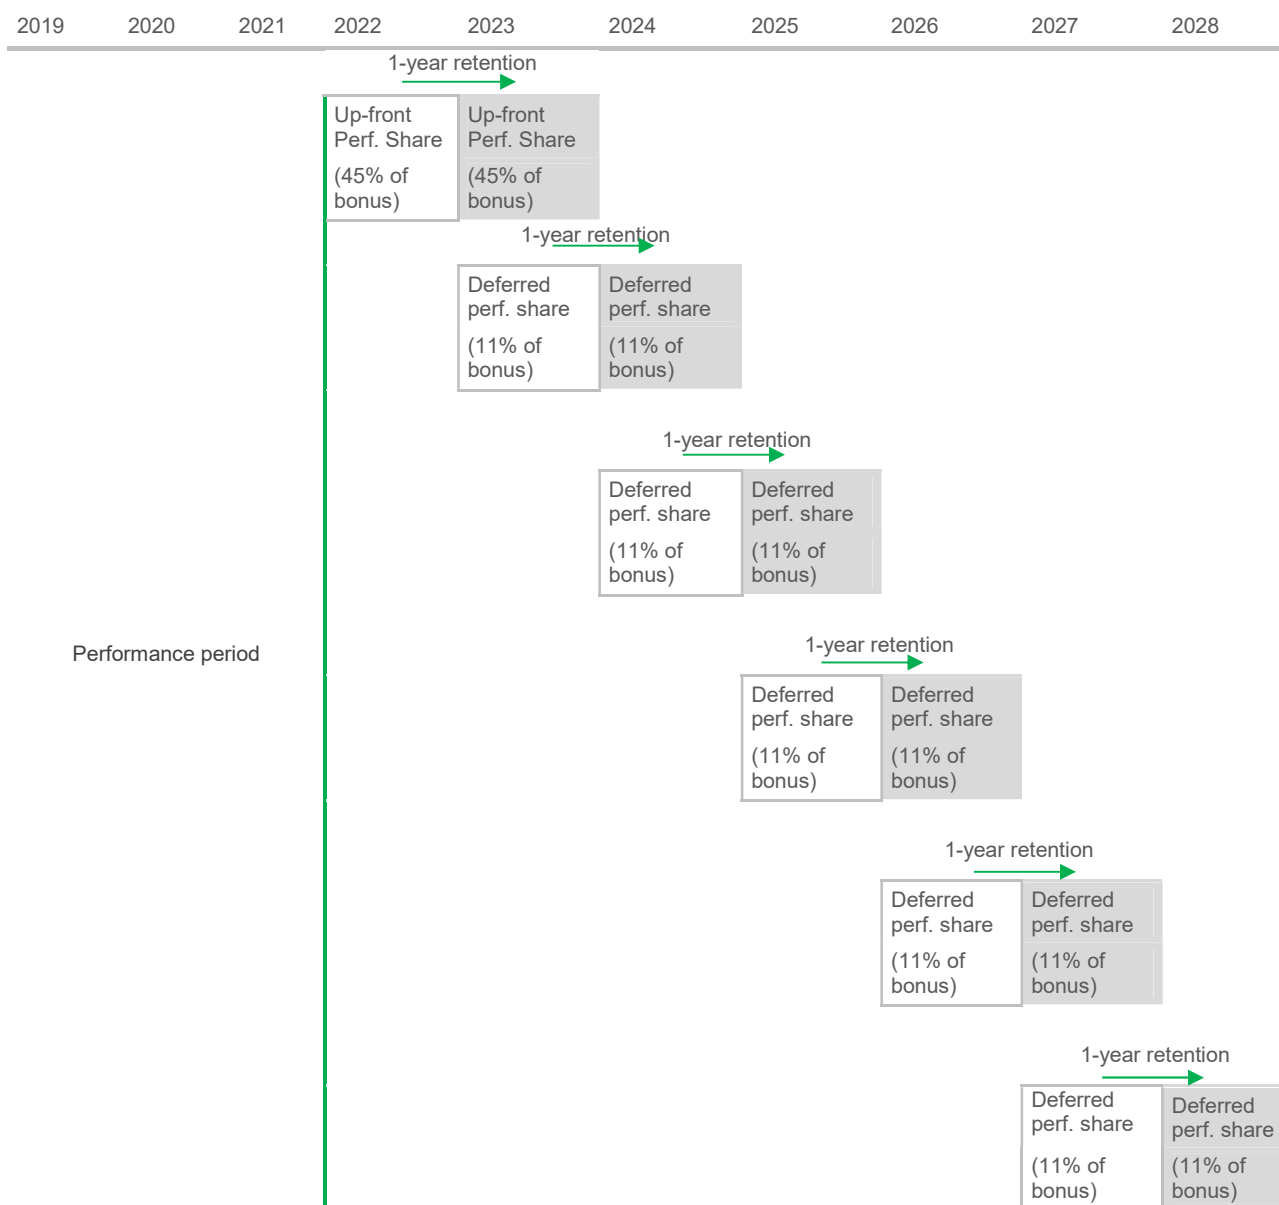 2019 2020 2021 2022 2023 2024 2025 2026 2027 2028
1-year retention
Up-front
Perf. Share
(45% of
bonus)
Up-front
Perf. Share
(45% of
bonus)
1-year retention
Deferred
perf. share
(11% of
bonus)
Deferred
perf. share
(11% of
bonus)
1-year retention
Deferred
perf. share
(11% of
bonus)
Deferred
perf. share
(11% of
bonus)
Performance period
1-year retention
Deferred
perf. share
(11% of
bonus)
Deferred
perf. share
(11% of
bonus)
1-year retention
Deferred
perf. share
(11% of
bonus)
Deferred
perf. share
(11% of
bonus)
1-year retention
Deferred
perf. share
(11% of
bonus)
Deferred
perf. share
(11% of
bonus)